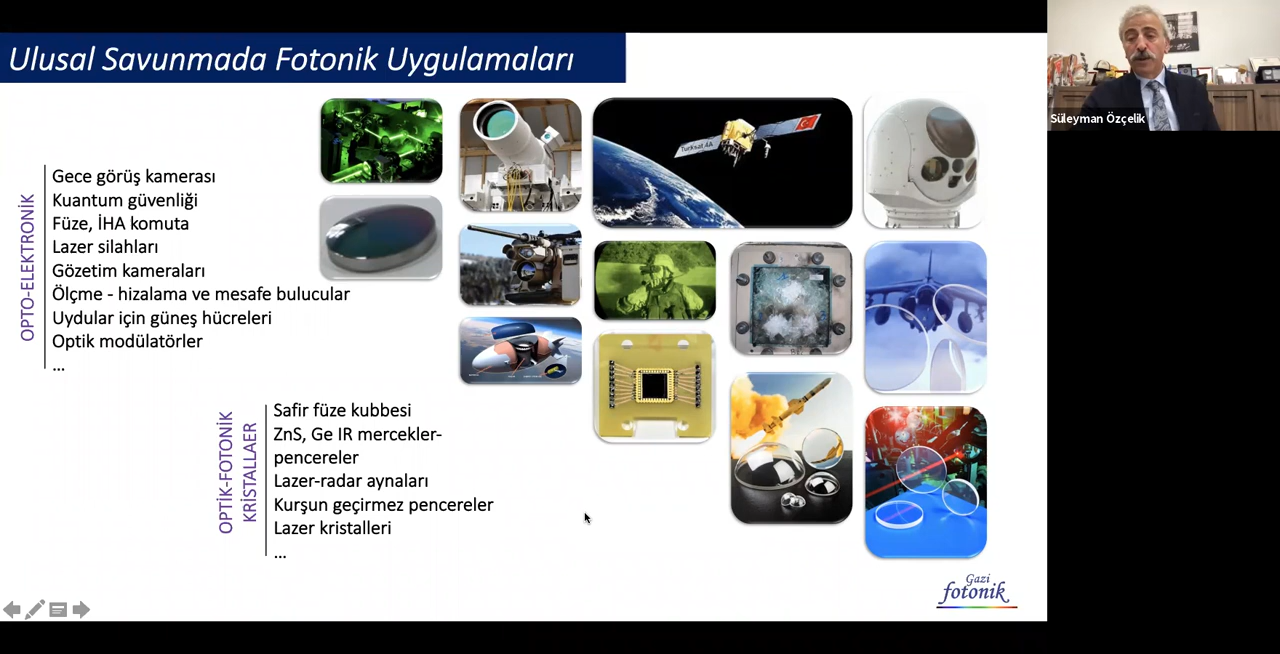 Ulusal Savunmada Fotonik Uygulamaları
Süleyman Özçelik
Turksat 4A
OPTO-ELEKTRONİK
Gece görüş kamerası
Kuantum güvenliği
Füze, İHA komuta
Lazer silahları
Gözetim kameraları
Ölçme - hizalama ve mesafe bulucular
Uydular için güneş hücreleri
Optik modülatörler
...
OPTİK-FOTONİK
KRİSTALLAER
Safir füze kubbesi
ZnS, Ge IR mercekler-
pencereler
Lazer-radar aynaları
Kurşun geçirmez pencereler
Lazer kristalleri
...
Gazi
fotonik